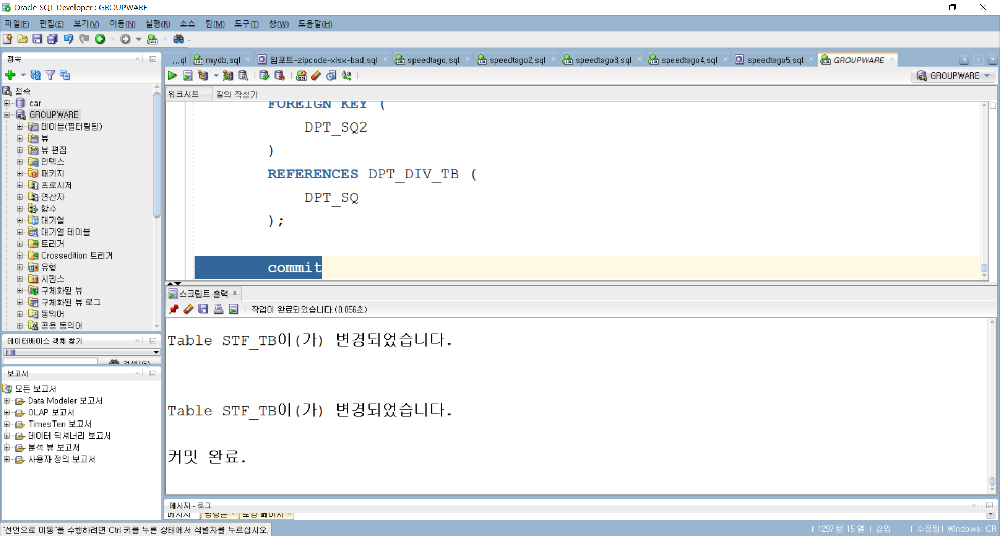 Oracle SQL Developer : GROUPWARE
파일(F) 편집(E) 보기(V) 이동(N) 실행(R) 소스 팀(M) 도구(T) 창(W) 도움말(H)
접속
...ql mydb.sql 임포트-zipcode-xlsx-bad.sql speedtago.sql speedtago2.sql speedtago3.sql speedtago4.sql speedtago5.sql GROUPWARE
GROUPWARE
워크시트 질의 작성기
접속
car
GROUPWARE
테이블(필터링됨)
뷰
뷰 편집
인덱스
패키지
프로시저
연산자
함수
대기열
대기열 테이블
트리거
Crossedition 트리거
유형
시퀀스
구체화된 뷰
구체화된 뷰 로그
동의어
공용 동의어
FOREIGN KEY (
DPT_SQ2
)
REFERENCES DPT_DIV_TB (
DPT_SQ
);
commit
스크립트 출력
작업이 완료되었습니다.(0.056초)
Table STF_TB이(가) 변경되었습니다.
Table STF_TB이(가) 변경되었습니다.
커밋 완료.
데이터베이스 객체 찾기
검색(G)
보고서
모든 보고서
Data Modeler 보고서
OLAP 보고서
TimesTen 보고서
데이터 딕셔너리 보고서
분석 뷰 보고서
사용자 정의 보고서
메시지 - 로그
메시지 명령문 로깅 페이지
"선언으로 이동"을 수행하려면 Ctrl 키를 누른 상태에서 식별자를 누르십시오.
1297 행 15 열 삽입 수정됨 Windows: CR